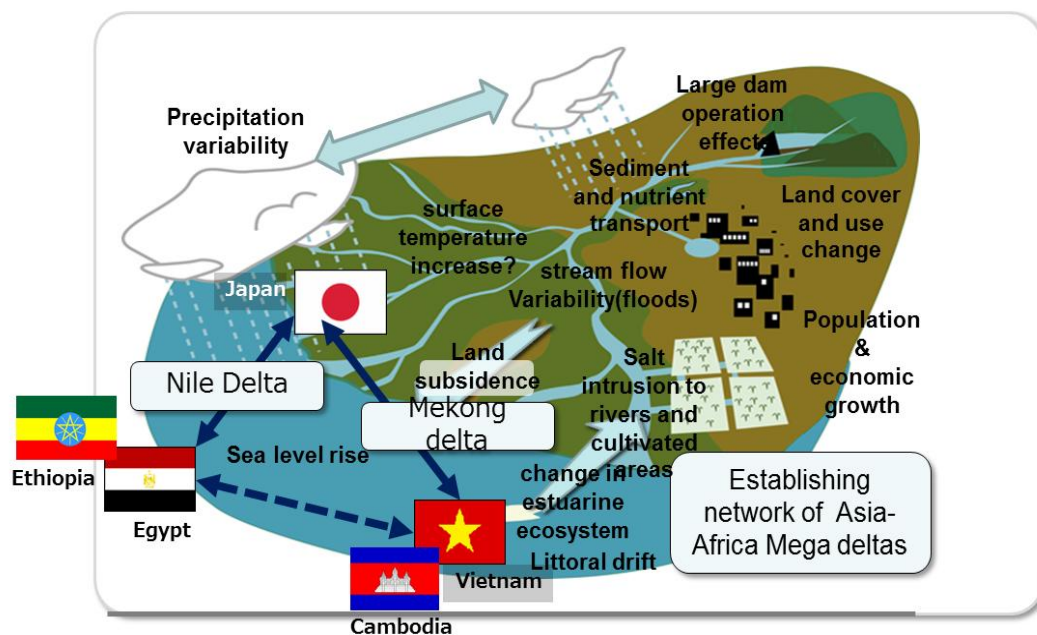 Large dam
operation
effects
Precipitation
variability
Sediment
and nutrient
transport
Land cover
and use
change
surface
temperature
increase?
stream flow
Variability(floods)
Japan
Population
&
economic
growth
Nile Delta
Land
subsidence
Mekong
delta
Salt
intrusion to
rivers and
cultivated
areas
Ethiopia
Egypt
Sea level rise
change in
estuarine
ecosystem
Littoral drift
Establishing
network of Asia-
Africa Mega deltas
Vietnam
Cambodia